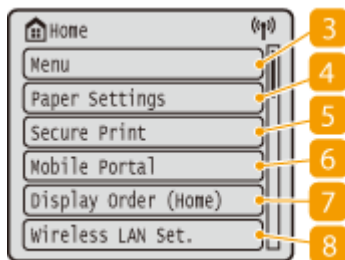 Home
Menu 3
Paper Settings 4
Secure Print 5
Mobile Portal 6
Display Order (Home) 7
Wireless LAN Set. 8